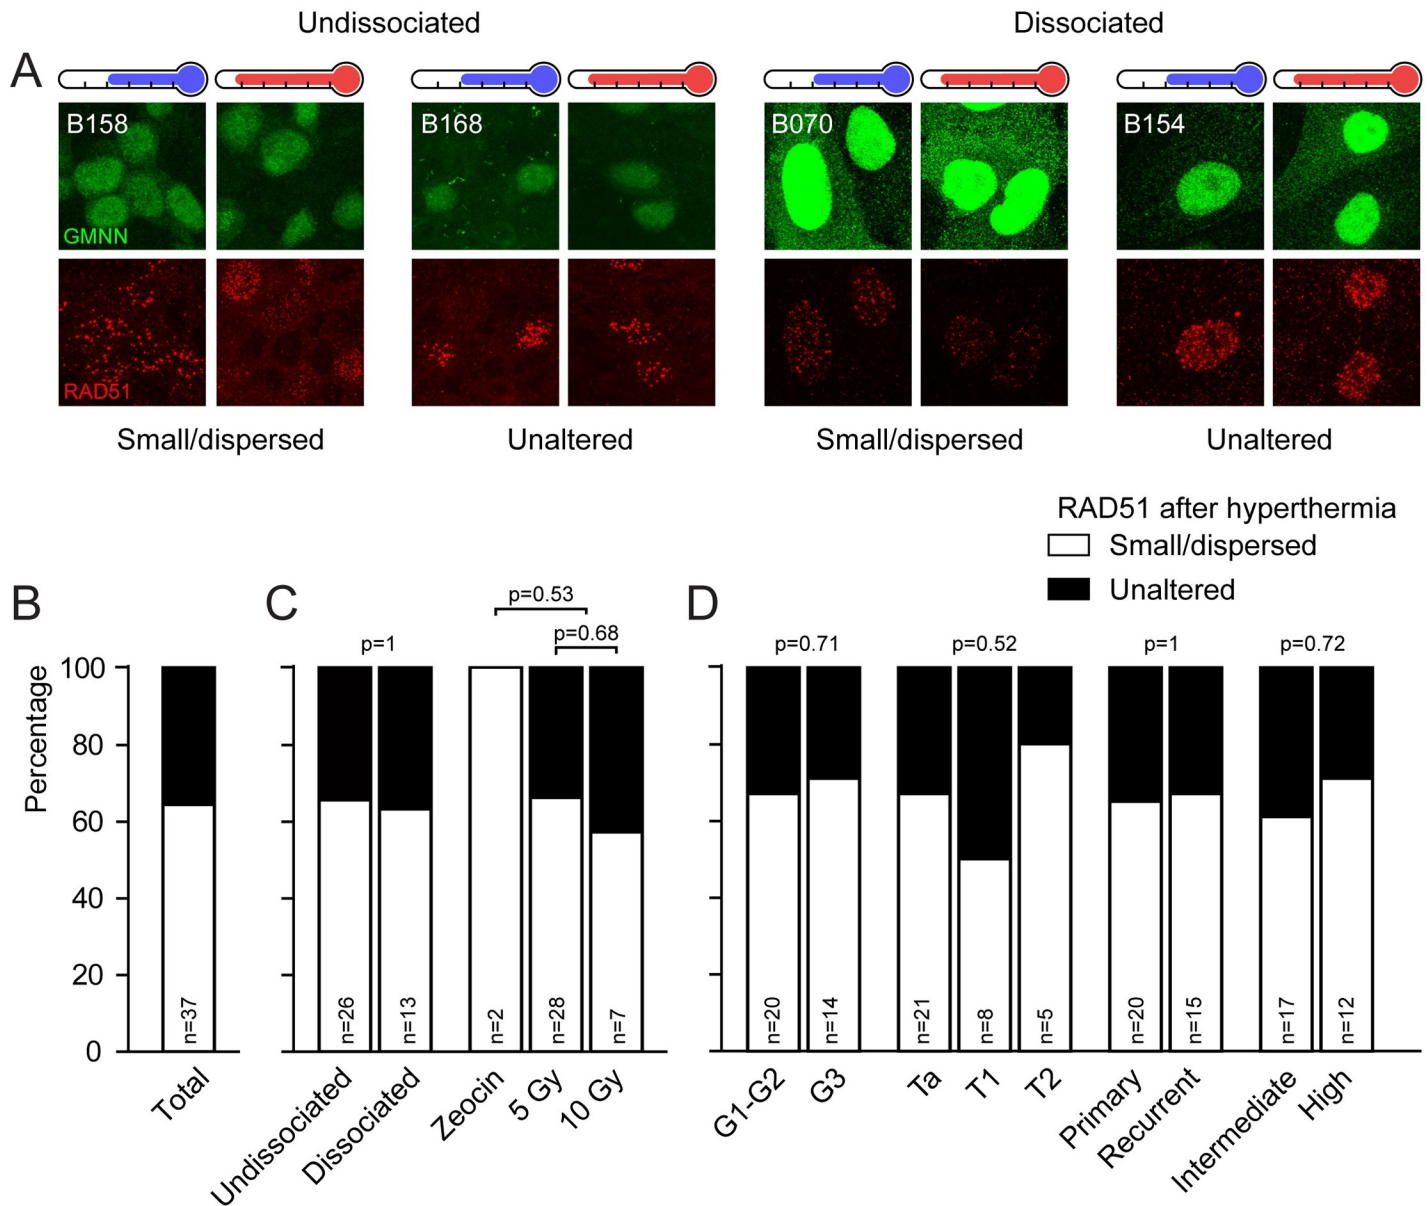 Undissociated
Dissociated
A
B158
B168
B070
B154
GMNN
RAD51
Small/dispersed
Unaltered
Small/dispersed
Unaltered
RAD51 after hyperthermia
Small/dispersed
Unaltered
B
C
D
p=0.53
p=0.68
p=1
p=0.71
p=0.52
p=1
p=0.72
Percentage
100
80
60
40
20
0
n=37
n=26
n=13
n=2
n=28
n=7
n=20
n=14
n=21
n=8
n=5
n=20
n=15
n=17
n=12
Total
Undissociated
Dissociated
Zeocin
5 Gy
10 Gy
G1-G2
G3
Ta
T1
T2
Primary
Recurrent
Intermediate
High